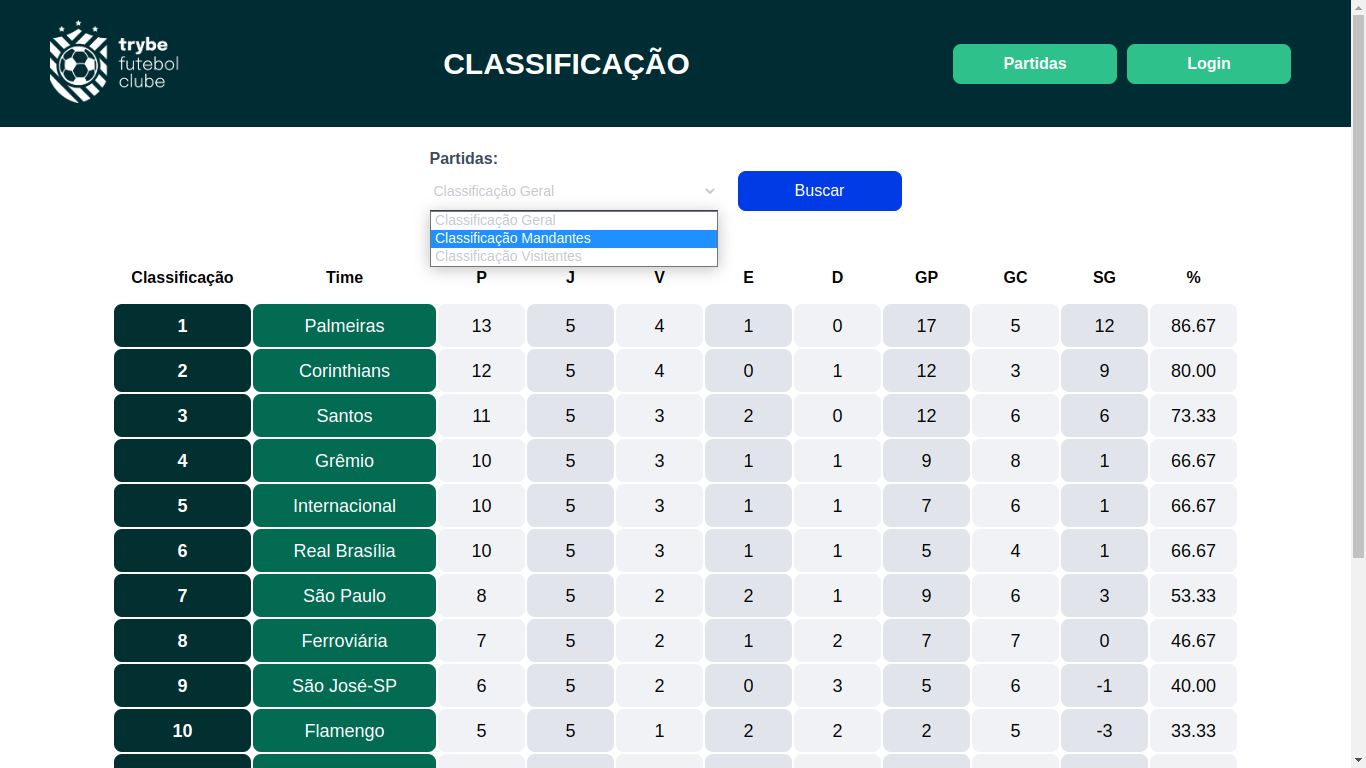 trybe
futebol
clube
CLASSIFICAÇÃO
Partidas
Login
Partidas:
Classificação Geral
Buscar
Classificação Geral
Classificação Mandantes
Classificação Visitantes
Classificação Time P J V E D GP GC SG %
1 Palmeiras 13 5 4 1 0 17 5 12 86.67
2 Corinthians 12 5 4 0 1 12 3 9 80.00
3 Santos 11 5 3 2 0 12 6 6 73.33
4 Grêmio 10 5 3 1 1 9 8 1 66.67
5 Internacional 10 5 3 1 1 7 6 1 66.67
6 Real Brasília 10 5 3 1 1 5 4 1 66.67
7 São Paulo 8 5 2 2 1 9 6 3 53.33
8 Ferroviária 7 5 2 1 2 7 7 0 46.67
9 São José-SP 6 5 2 0 3 5 6 -1 40.00
10 Flamengo 5 5 1 2 2 2 5 -3 33.33